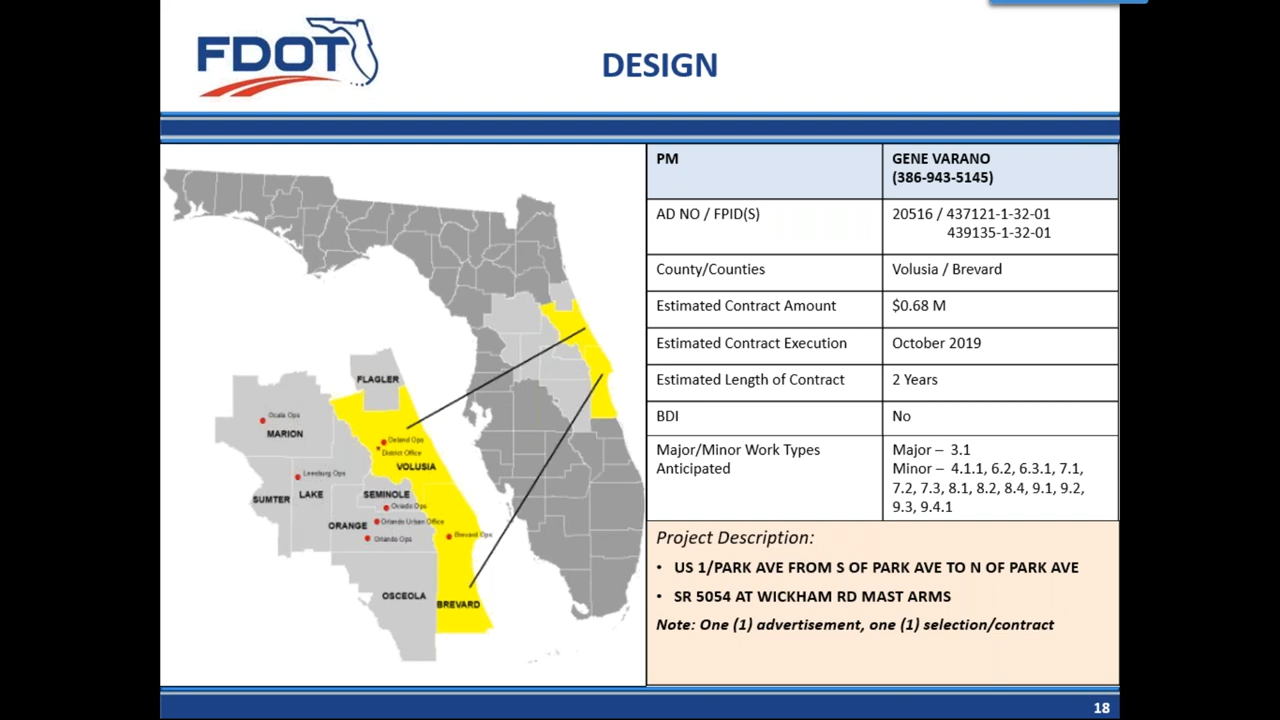 FDOT
DESIGN
FLAGLER
Ocala Ops
MARION
Deland Ops
District Office
VOLUSIA
Leesburg Ops
SUMTER
LAKE
SEMINOLE
Oviedo Ops
Orlando Urban Office
ORANGE
Orlando Ops
Brevard Ops
OSCEOLA
BREVARD
PM
GENE VARANO
(386-943-5145)
AD NO / FPID(S)
20516 / 437121-1-32-01
439135-1-32-01
County/Counties
Volusia / Brevard
Estimated Contract Amount
$0.68 M
Estimated Contract Execution
October 2019
Estimated Length of Contract
2 Years
BDI
No
Major/Minor Work Types
Anticipated
Major – 3.1
Minor – 4.1.1, 6.2, 6.3.1, 7.1,
7.2, 7.3, 8.1, 8.2, 8.4, 9.1, 9.2,
9.3, 9.4.1
Project Description:
• US 1/PARK AVE FROM S OF PARK AVE TO N OF PARK AVE
• SR 5054 AT WICKHAM RD MAST ARMS
Note: One (1) advertisement, one (1) selection/contract
18